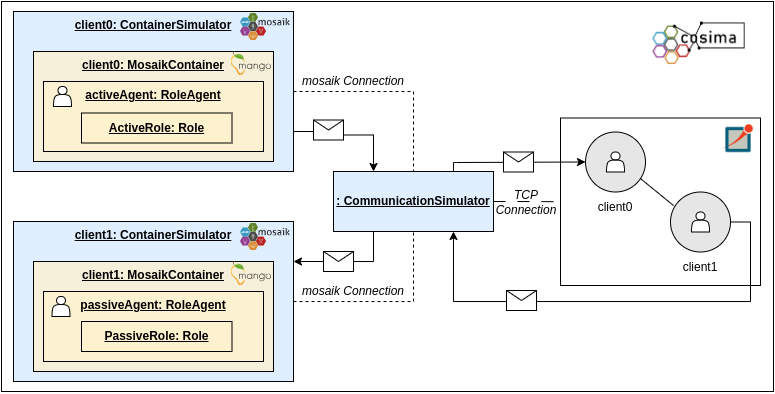 client0: ContainerSimulator
mosaik
client0: MosaikContainer
mango
activeAgent: RoleAgent
ActiveRole: Role
mosaik Connection
cosima
: CommunicationSimulator
TCP
Connection
client0
client1
client1: ContainerSimulator
mosaik
client1: MosaikContainer
mango
passiveAgent: RoleAgent
PassiveRole: Role
mosaik Connection